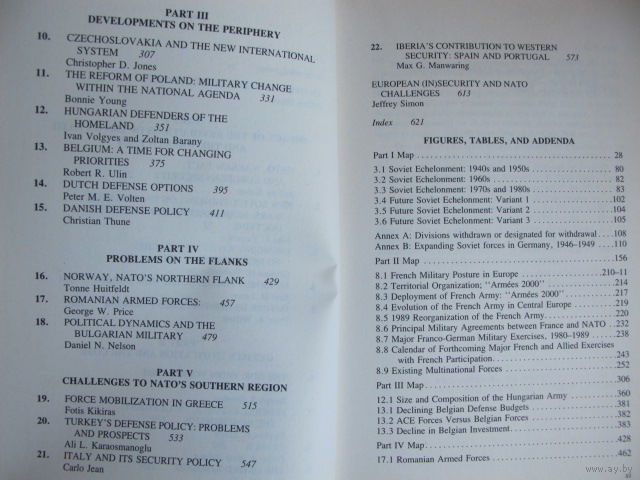 PART III
DEVELOPMENTS ON THE PERIPHERY
10. CZECHOSLOVAKIA AND THE NEW INTERNATIONAL
SYSTEM 307
Christopher D. Jones
11. THE REFORM OF POLAND: MILITARY CHANGE
WITHIN THE NATIONAL AGENDA 331
Bonnie Young
12. HUNGARIAN DEFENDERS OF THE
HOMELAND 351
Ivan Volgyes and Zoltan Barany
13. BELGIUM: A TIME FOR CHANGING
PRIORITIES 375
Robert R. Ulin
14. DUTCH DEFENSE OPTIONS 395
Peter M. E. Volten
15. DANISH DEFENSE POLICY 411
Christian Thune
PART IV
PROBLEMS ON THE FLANKS
16. NORWAY, NATO'S NORTHERN FLANK 429
Tonne Huitfeldt
17. ROMANIAN ARMED FORCES: 457
George W. Price
18. POLITICAL DYNAMICS AND THE
BULGARIAN MILITARY 479
Daniel N. Nelson
PART V
CHALLENGES TO NATO'S SOUTHERN REGION
19. FORCE MOBILIZATION IN GREECE 515
Fotis Kikiras
20. TURKEY'S DEFENSE POLICY: PROBLEMS
AND PROSPECTS 533
Ali L. Karaosmanoglu
21. ITALY AND ITS SECURITY POLICY 547
Carlo Jean
22. IBERIA'S CONTRIBUTION TO WESTERN
SECURITY: SPAIN AND PORTUGAL 573
Max G. Manwaring
EUROPEAN (IN)SECURITY AND NATO
CHALLENGES 613
Jeffrey Simon
Index 621
FIGURES, TABLES, AND ADDENDA
Part I Map 28
3.1 Soviet Echelonment: 1940s and 1950s 80
3.2 Soviet Echelonment: 1960s 82
3.3 Soviet Echelonment: 1970s and 1980s 83
3.4 Future Soviet Echelonment: Variant 1 102
3.5 Future Soviet Echelonment: Variant 2 104
3.6 Future Soviet Echelonment: Variant 3 105
Annex A: Divisions withdrawn or designated for withdrawal 108
Annex B: Expanding Soviet forces in Germany, 1946–1949 110
Part II Map 156
8.1 French Military Posture in Europe 210–11
8.2 Territorial Organization; "Armées 2000" 214
8.3 Deployment of French Army: "Armées 2000" 217
8.4 Evolution of the French Army in Central Europe 219
8.5 1989 Reorganization of the French Army 220
8.6 Principal Military Agreements between France and NATO 232
8.7 Major Franco-German Military Exercises, 1980–1989 238
8.8 Calendar of Forthcoming Major French and Allied Exercises
with French Participation 243
8.9 Existing Multinational Forces 252
Part III Map 306
12.1 Size and Composition of the Hungarian Army 360
13.1 Declining Belgian Defense Budgets 381
13.2 ACE Forces Versus Belgian Forces 382
13.3 Decline in Belgian Investment 384
Part IV Map 428
17.1 Romanian Armed Forces 462
xi
www.ay.by